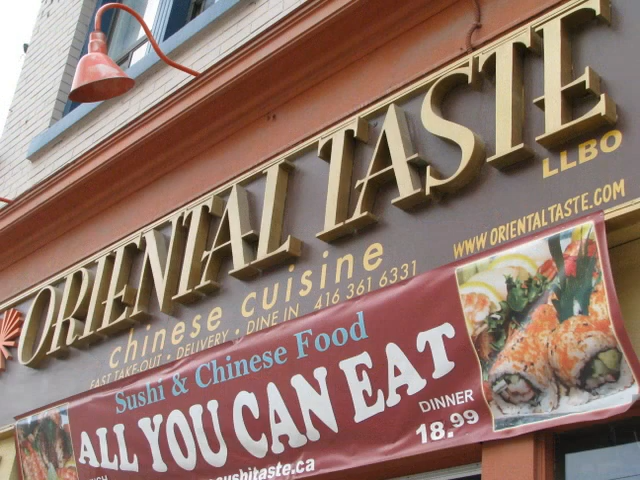 ORIENTAL TASTE
LLBO
chinese cuisine
WWW.ORIENTALTASTE.COM
FAST TAKE-OUT • DELIVERY • DINE IN 416 361 6331
Sushi & Chinese Food
ALL YOU CAN EAT
DINNER
18.99